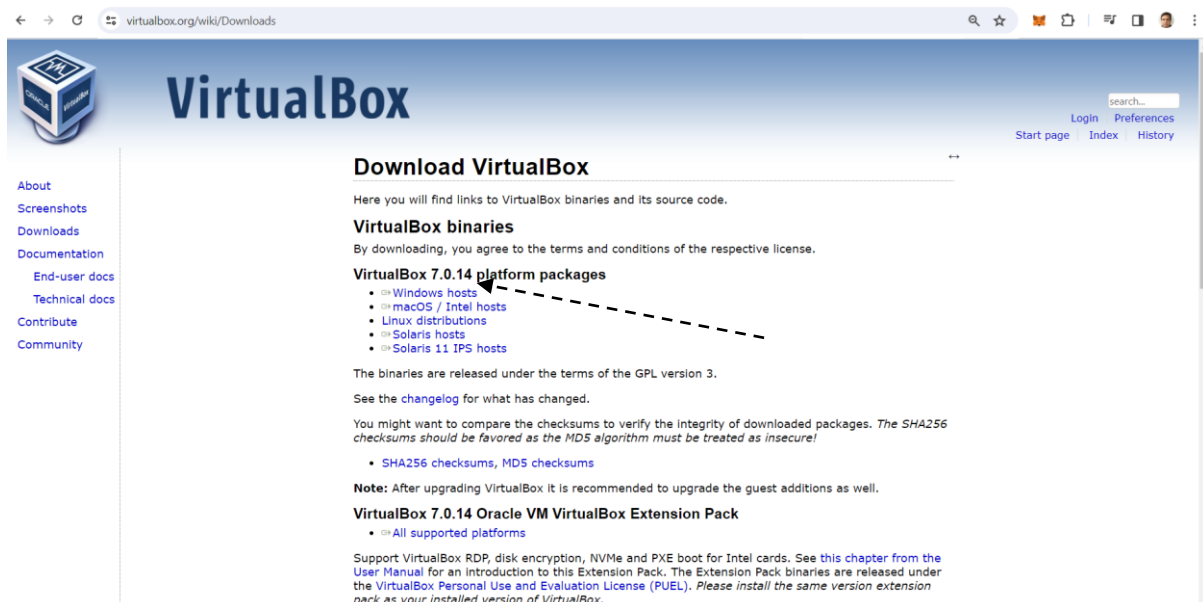 virtualbox.org/wiki/Downloads
ORACLE
VirtualBox
VirtualBox
search...
Login Preferences
Start page Index History
About
Screenshots
Downloads
Documentation
End-user docs
Technical docs
Contribute
Community
Download VirtualBox
Here you will find links to VirtualBox binaries and its source code.
VirtualBox binaries
By downloading, you agree to the terms and conditions of the respective license.
VirtualBox 7.0.14 platform packages
• Windows hosts
• macOS / Intel hosts
• Linux distributions
• Solaris hosts
• Solaris 11 IPS hosts
The binaries are released under the terms of the GPL version 3.
See the changelog for what has changed.
You might want to compare the checksums to verify the integrity of downloaded packages. The SHA256
checksums should be favored as the MD5 algorithm must be treated as insecure!
• SHA256 checksums, MD5 checksums
Note: After upgrading VirtualBox it is recommended to upgrade the guest additions as well.
VirtualBox 7.0.14 Oracle VM VirtualBox Extension Pack
• All supported platforms
Support VirtualBox RDP, disk encryption, NVMe and PXE boot for Intel cards. See this chapter from the
User Manual for an introduction to this Extension Pack. The Extension Pack binaries are released under
the VirtualBox Personal Use and Evaluation License (PUEL). Please install the same version extension
pack as your installed version of VirtualBox.